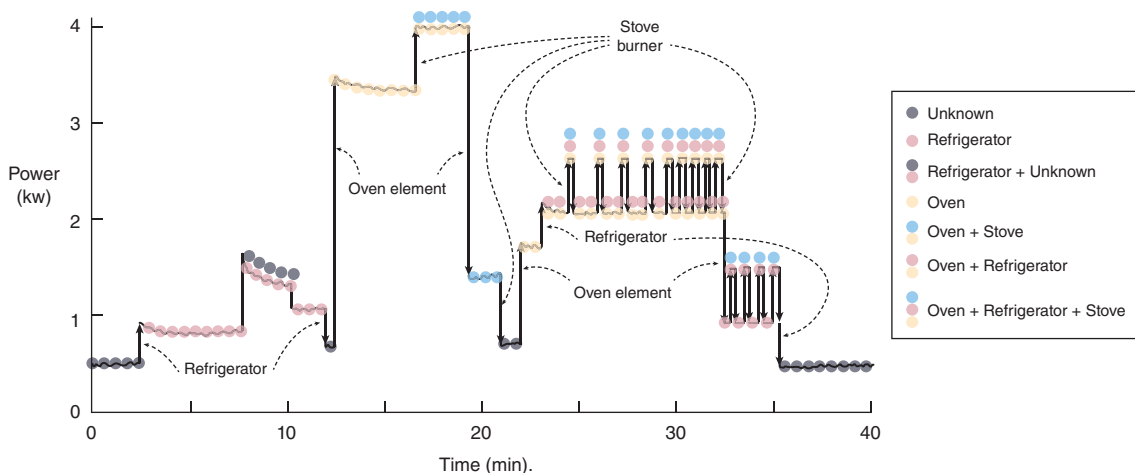 4
3
Power
(kw)
2
1
0
0
10
20
30
40
Time (min).
Stove
burner
Oven element
Refrigerator
Oven element
Refrigerator
Unknown
Refrigerator
Refrigerator + Unknown
Oven
Oven + Stove
Oven + Refrigerator
Oven + Refrigerator + Stove